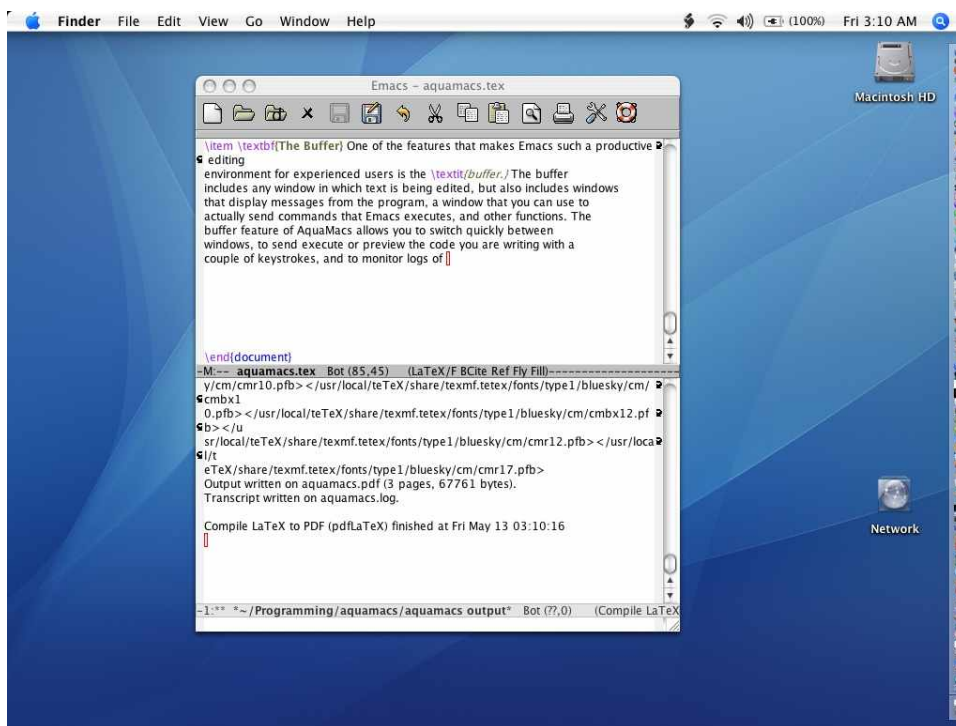 Finder File Edit View Go Window Help (100%) Fri 3:10 AM
Macintosh HD
Emacs - aquamacs.tex
\item \textbf{The Buffer} One of the features that makes Emacs such a productive
editing
environment for experienced users is the \textit{buffer.} The buffer
includes any window in which text is being edited, but also includes windows
that display messages from the program, a window that you can use to
actually send commands that Emacs executes, and other functions. The
buffer feature of AquaMacs allows you to switch quickly between
windows, to send execute or preview the code you are writing with a
couple of keystrokes, and to monitor logs of
\end{document}
-M:-- aquamacs.tex Bot (85,45) (LaTeX/F BCite Ref Fly Fill)--------------------
y/cm/cmr10.pfb></usr/local/teTeX/share/texmf.tetex/fonts/type1/bluesky/cm/
cmbx1
0.pfb></usr/local/teTeX/share/texmf.tetex/fonts/type1/bluesky/cm/cmbx12.pf
b></u
sr/local/teTeX/share/texmf.tetex/fonts/type1/bluesky/cm/cmr12.pfb></usr/loca
l/t
eTeX/share/texmf.tetex/fonts/type1/bluesky/cm/cmr17.pfb>
Output written on aquamacs.pdf (3 pages, 67761 bytes).
Transcript written on aquamacs.log.
Compile LaTeX to PDF (pdfLaTeX) finished at Fri May 13 03:10:16
-1:** *~/Programming/aquamacs/aquamacs output* Bot (??,0) (Compile LaTeX
Network